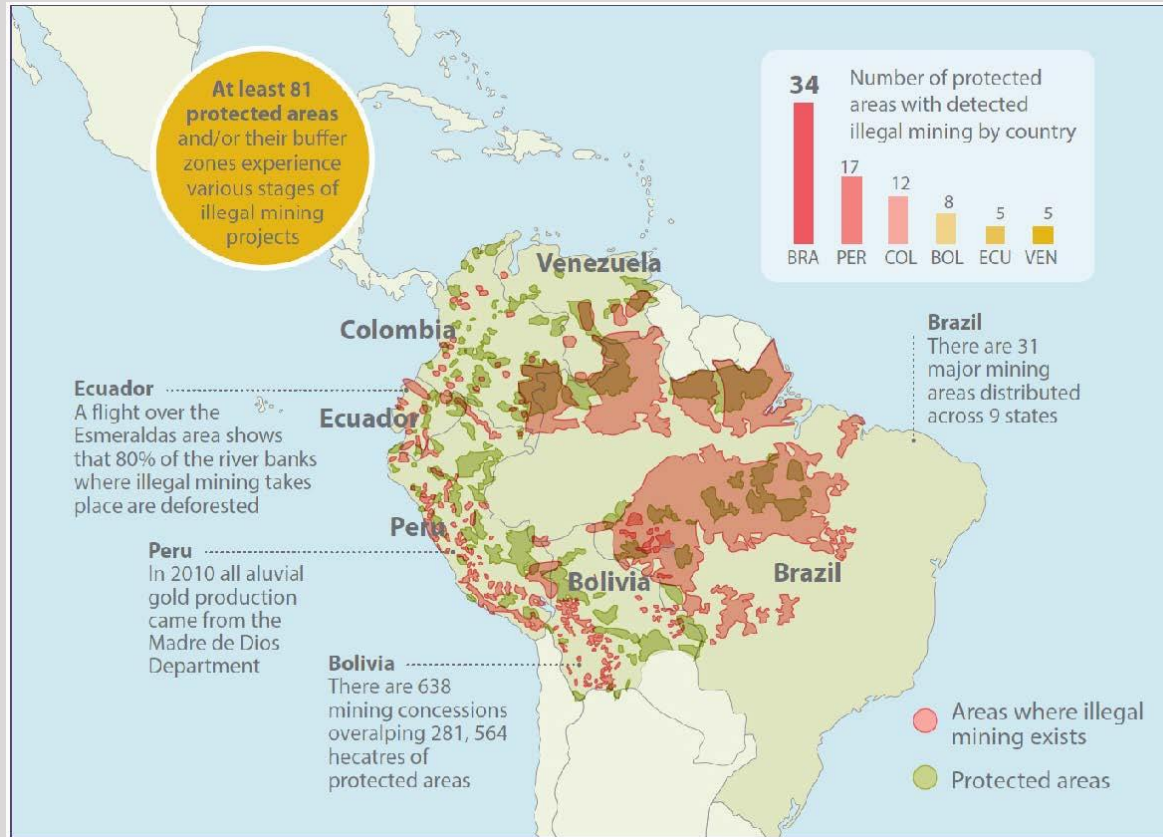 At least 81
protected areas
and/or their buffer
zones experience
various stages of
illegal mining
projects
34
Number of protected
areas with detected
illegal mining by country
17
12
8
5
5
BRA
PER
COL
BOL
ECU
VEN
Venezuela
Colombia
Ecuador
Peru
Bolivia
Brazil
Brazil
There are 31
major mining
areas distributed
across 9 states
Ecuador
A flight over the
Esmeraldas area shows
that 80% of the river banks
where illegal mining takes
place are deforested
Peru
In 2010 all aluvial
gold production
came from the
Madre de Dios
Department
Bolivia
There are 638
mining concessions
overalping 281, 564
hecatres of
protected areas
Areas where illegal
mining exists
Protected areas